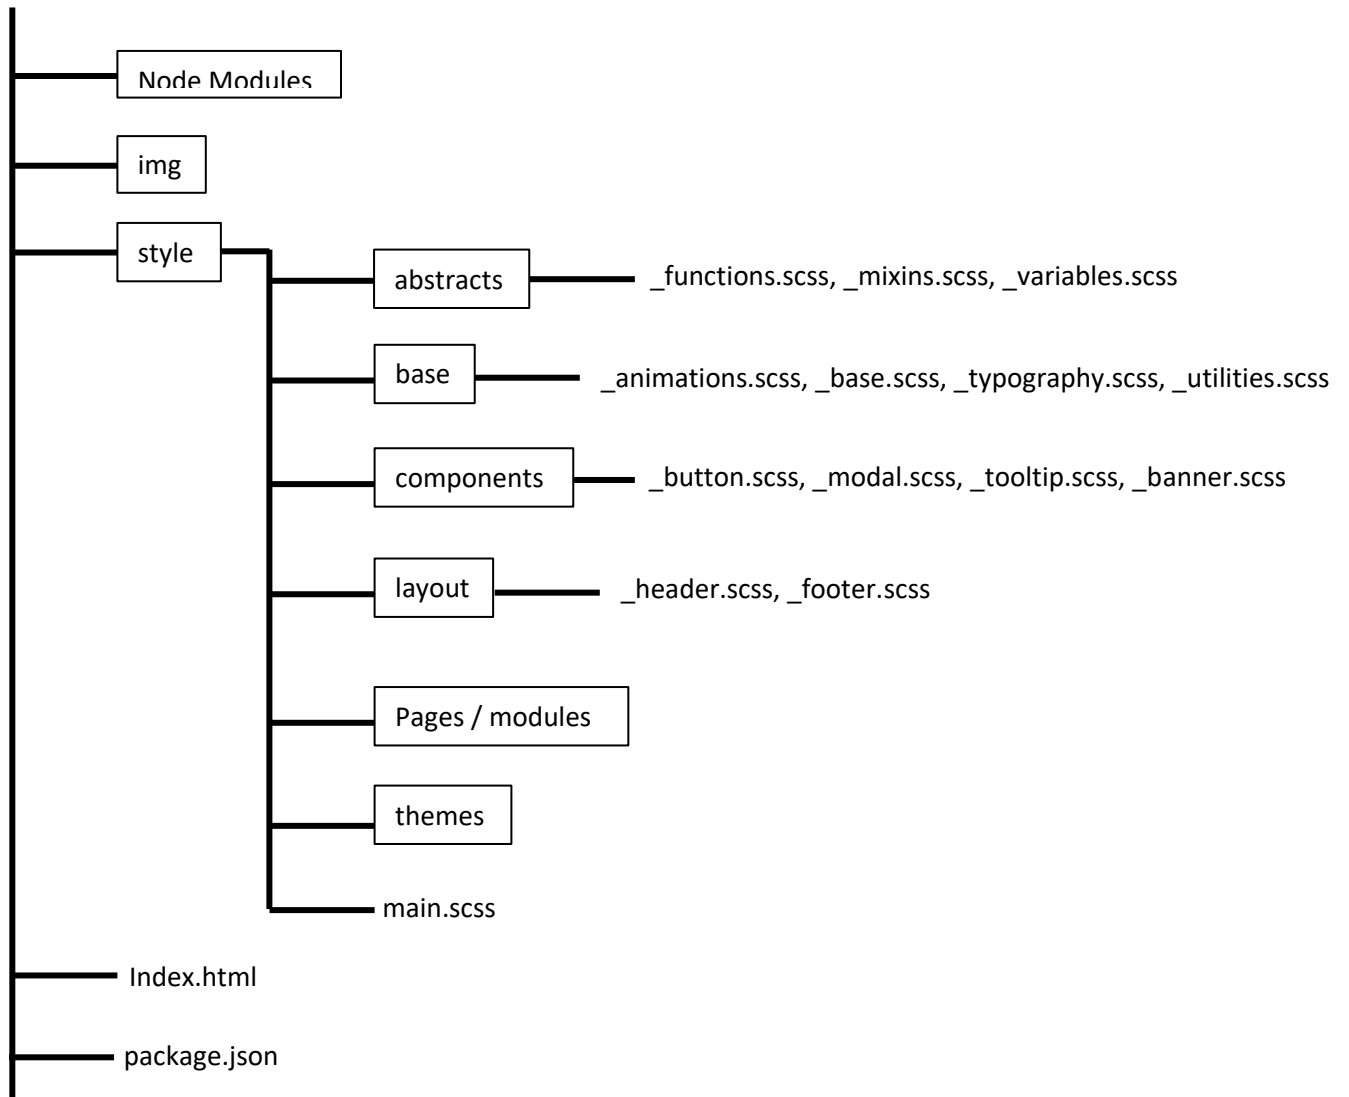 Node Modules
img
style
abstracts
_functions.scss, _mixins.scss, _variables.scss
base
_animations.scss, _base.scss, _typography.scss, _utilities.scss
components
_button.scss, _modal.scss, _tooltip.scss, _banner.scss
layout
_header.scss, _footer.scss
Pages / modules
themes
main.scss
Index.html
package.json